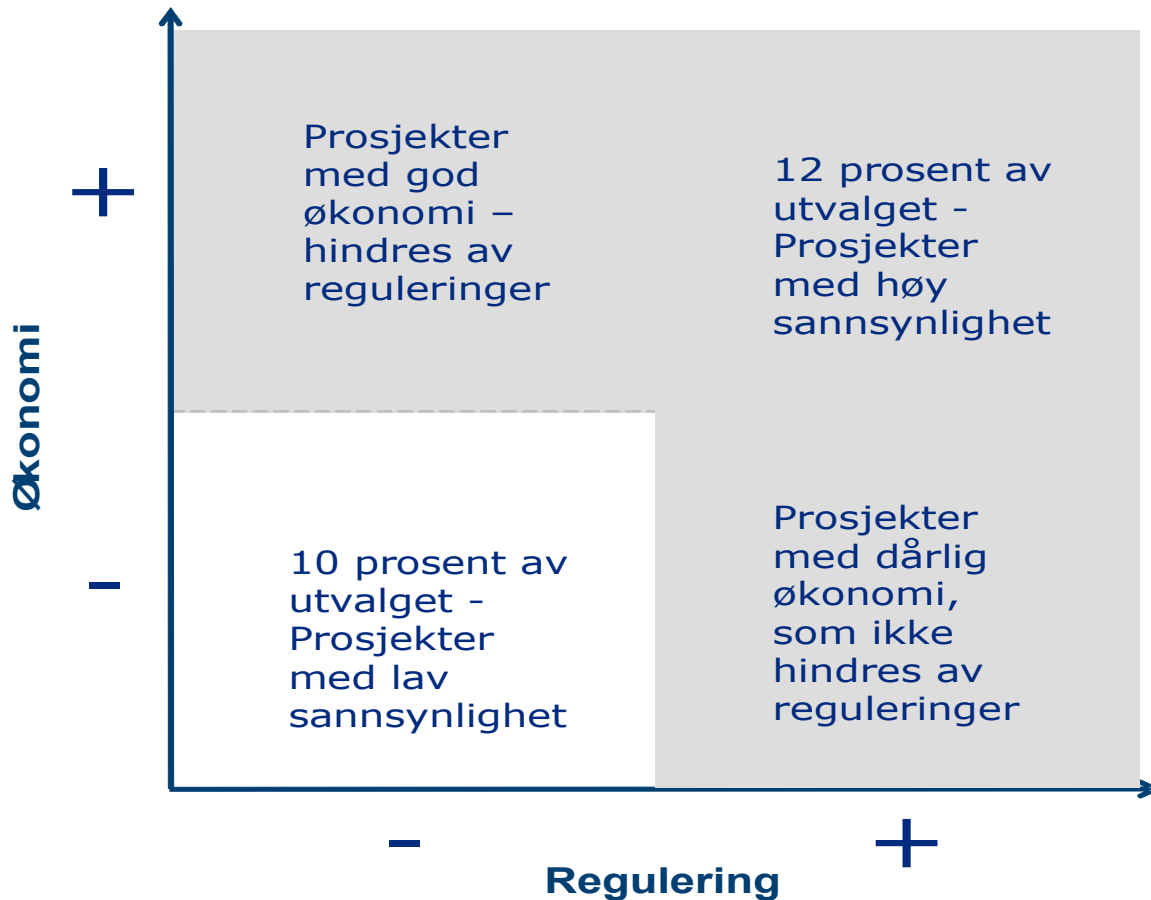 Prosjekter
med god
økonomi –
hindres av
reguleringer
12 prosent av
utvalget -
Prosjekter
med høy
sannsynlighet
+
Økonomi
-
10 prosent av
utvalget -
Prosjekter
med lav
sannsynlighet
Prosjekter
med dårlig
økonomi,
som ikke
hindres av
reguleringer
-
+
Regulering